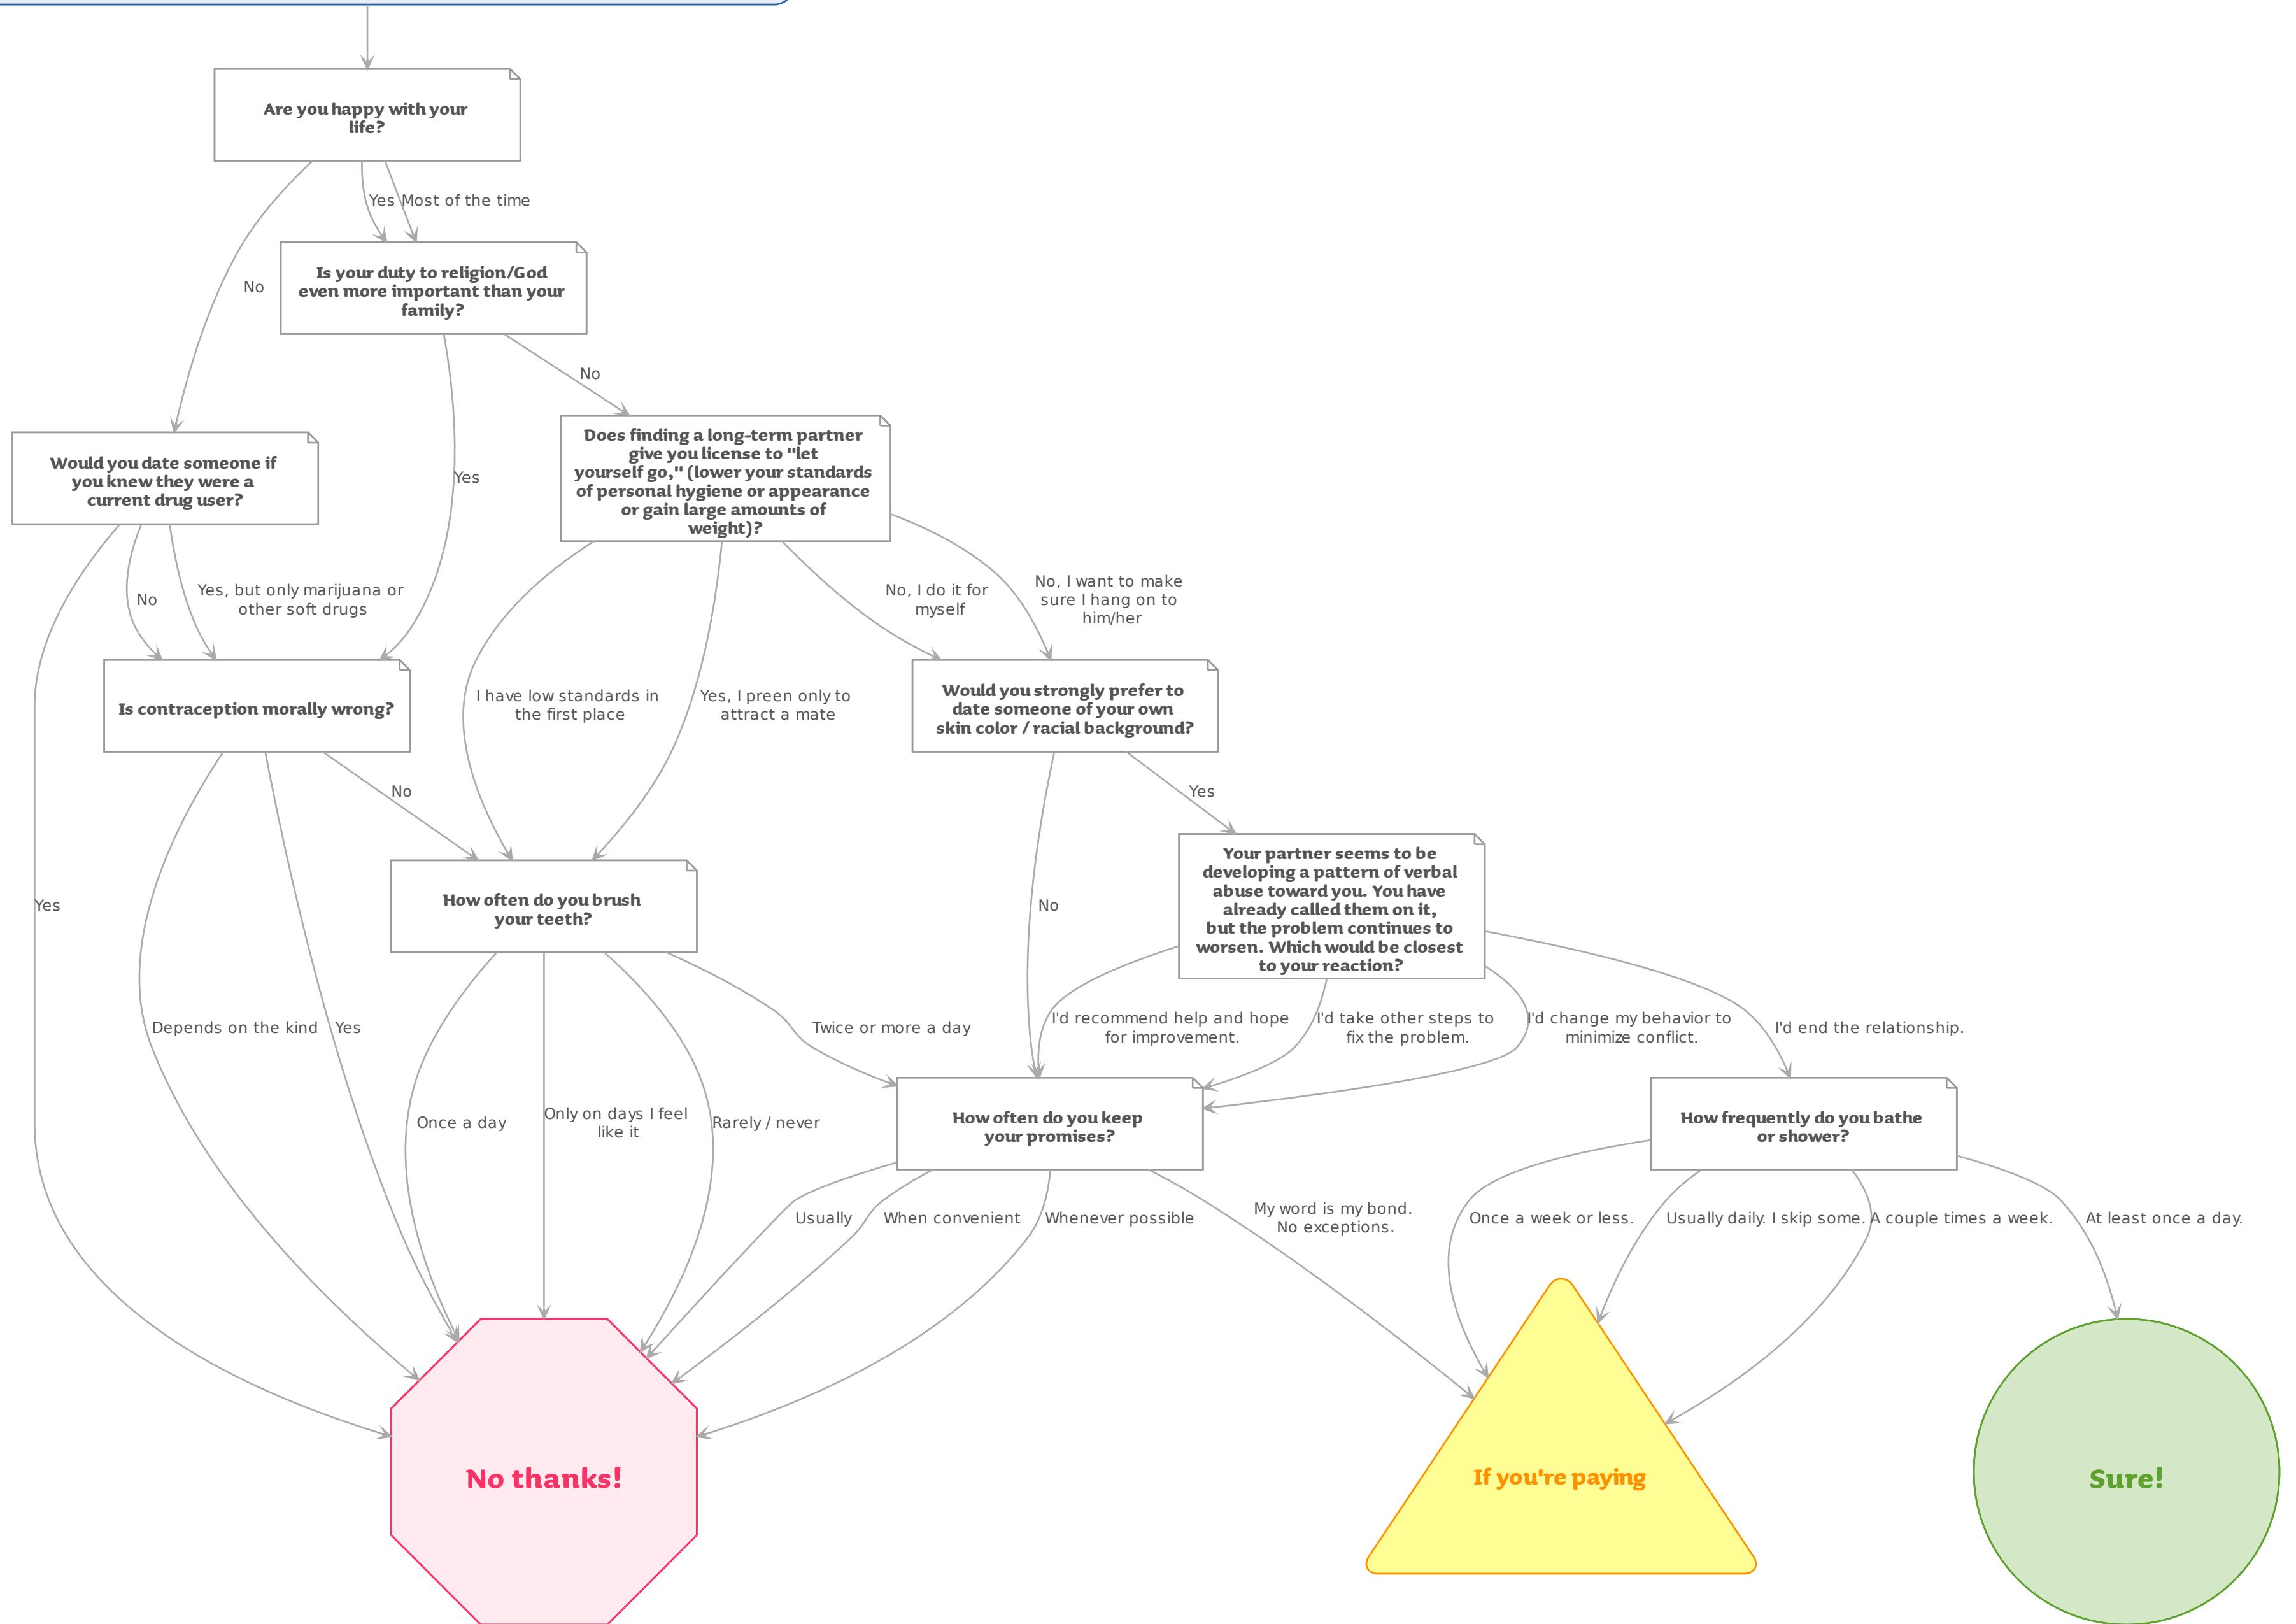 Are you happy with your
life?
Yes
Most of the time
No
Is your duty to religion/God
even more important than your
family?
No
Yes
Would you date someone if
you knew they were a
current drug user?
Does finding a long-term partner
give you license to "let
yourself go," (lower your standards
of personal hygiene or appearance
or gain large amounts of
weight)?
No
Yes, but only marijuana or
other soft drugs
No, I do it for
myself
No, I want to make
sure I hang on to
him/her
Is contraception morally wrong?
I have low standards in
the first place
Yes, I preen only to
attract a mate
Would you strongly prefer to
date someone of your own
skin color / racial background?
No
Yes
Yes
How often do you brush
your teeth?
No
Your partner seems to be
developing a pattern of verbal
abuse toward you. You have
already called them on it,
but the problem continues to
worsen. Which would be closest
to your reaction?
Depends on the kind
Yes
Twice or more a day
I'd recommend help and hope
for improvement.
I'd take other steps to
fix the problem.
I'd change my behavior to
minimize conflict.
I'd end the relationship.
Once a day
Only on days I feel
like it
Rarely / never
How often do you keep
your promises?
How frequently do you bathe
or shower?
Usually
When convenient
Whenever possible
My word is my bond.
No exceptions.
Once a week or less.
Usually daily. I skip some.
A couple times a week.
At least once a day.
No thanks!
If you're paying
Sure!